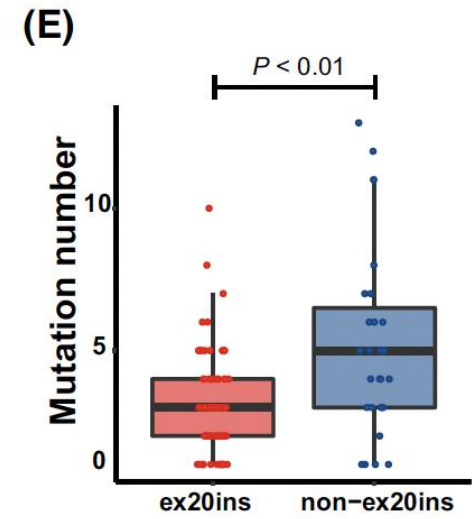 (E)
P < 0.01
Mutation number
10
5
0
ex20ins
non−ex20ins